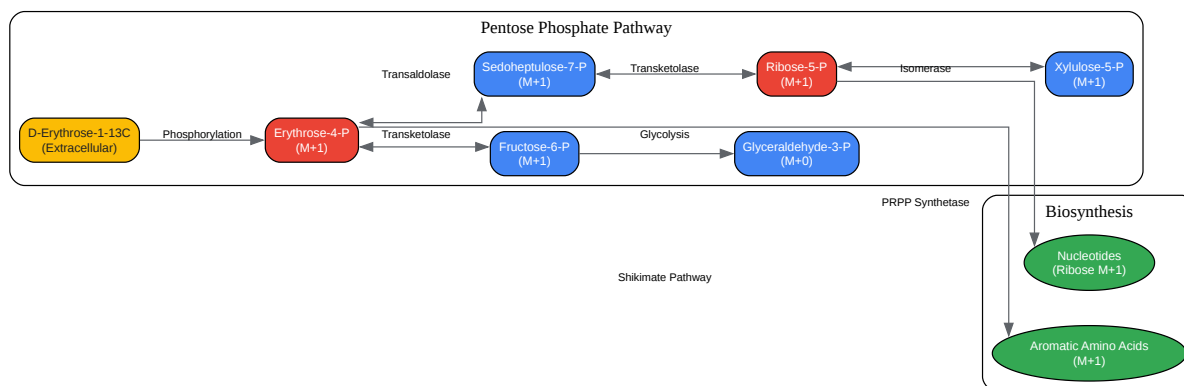 Pentose Phosphate Pathway
Transaldolase
Sedoheptulose-7-P
(M+1)
Transketolase
Ribose-5-P
(M+1)
Isomerase
Xylulose-5-P
(M+1)
D-Erythrose-1-13C
(Extracellular)
Phosphorylation
Erythrose-4-P
(M+1)
Transketolase
Fructose-6-P
(M+1)
Glycolysis
Glyceraldehyde-3-P
(M+0)
PRPP Synthetase
Biosynthesis
Nucleotides
(Ribose M+1)
Shikimate Pathway
Aromatic Amino Acids
(M+1)